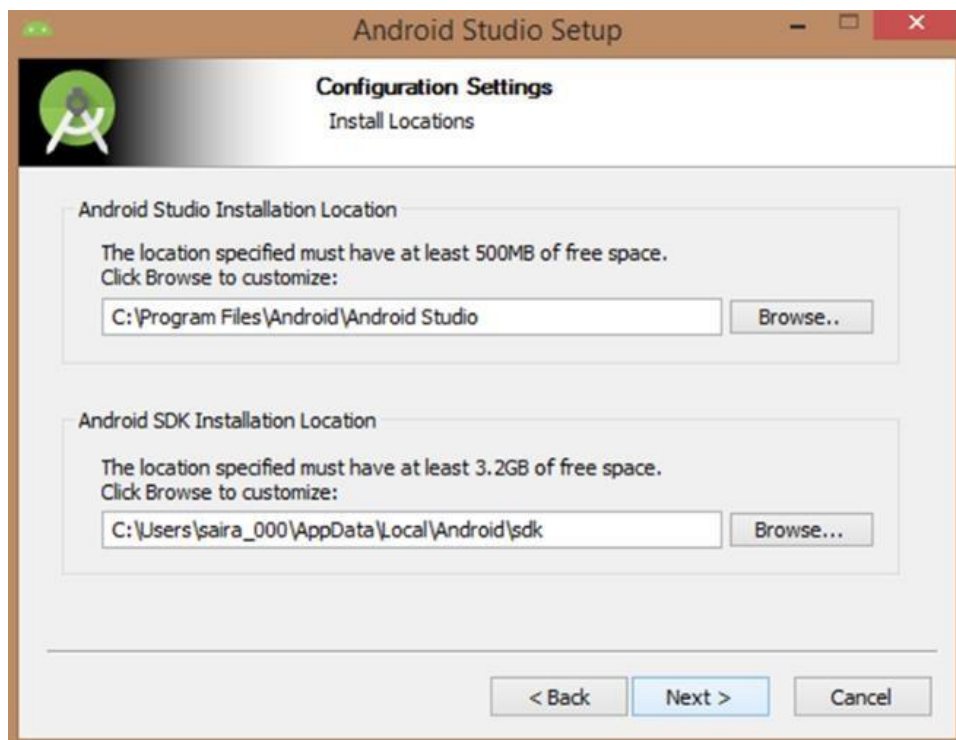 Android Studio Setup
Configuration Settings
Install Locations
Android Studio Installation Location
The location specified must have at least 500MB of free space.
Click Browse to customize:
C:\Program Files\Android\Android Studio
Browse..
Android SDK Installation Location
The location specified must have at least 3.2GB of free space.
Click Browse to customize:
C:\Users\saira_000\AppData\Local\Android\sdk
Browse...
< Back
Next >
Cancel